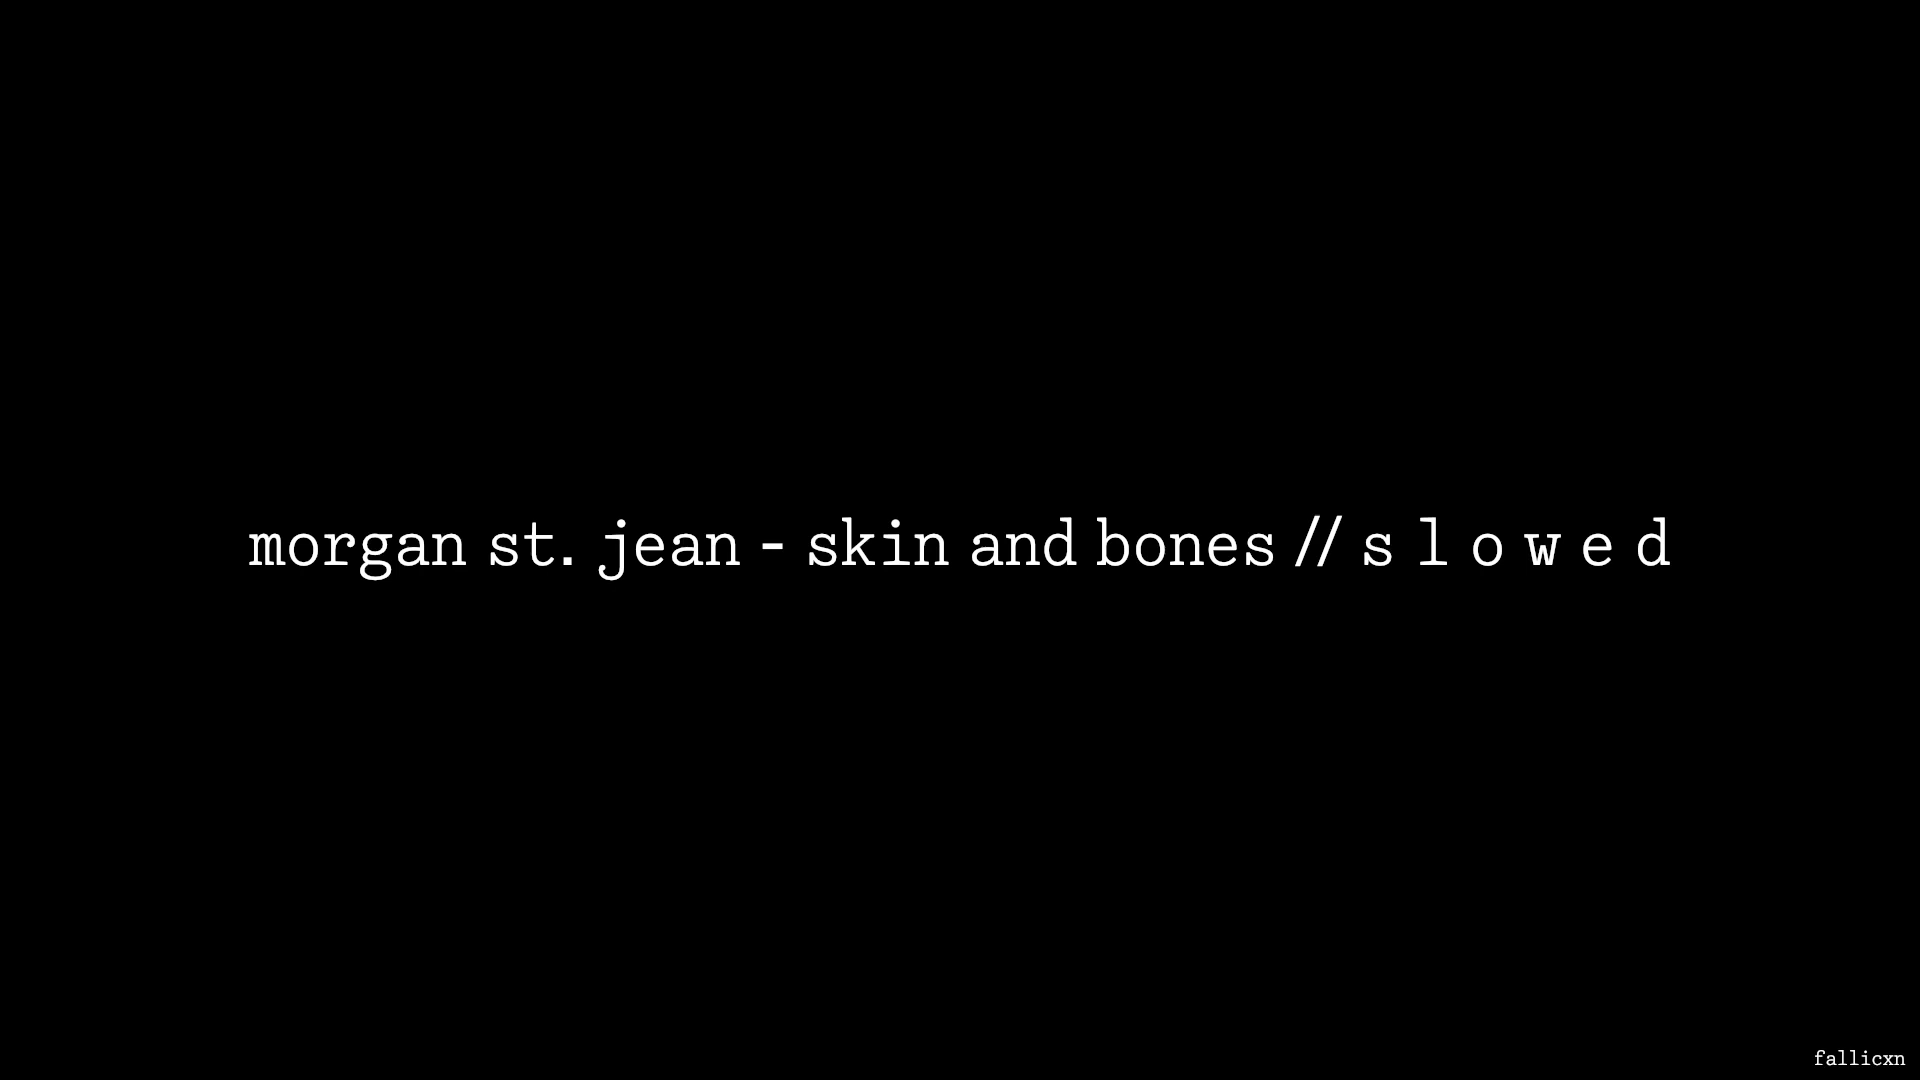 morgan st. jean - skin and bones // s l o w e d
fallicxn